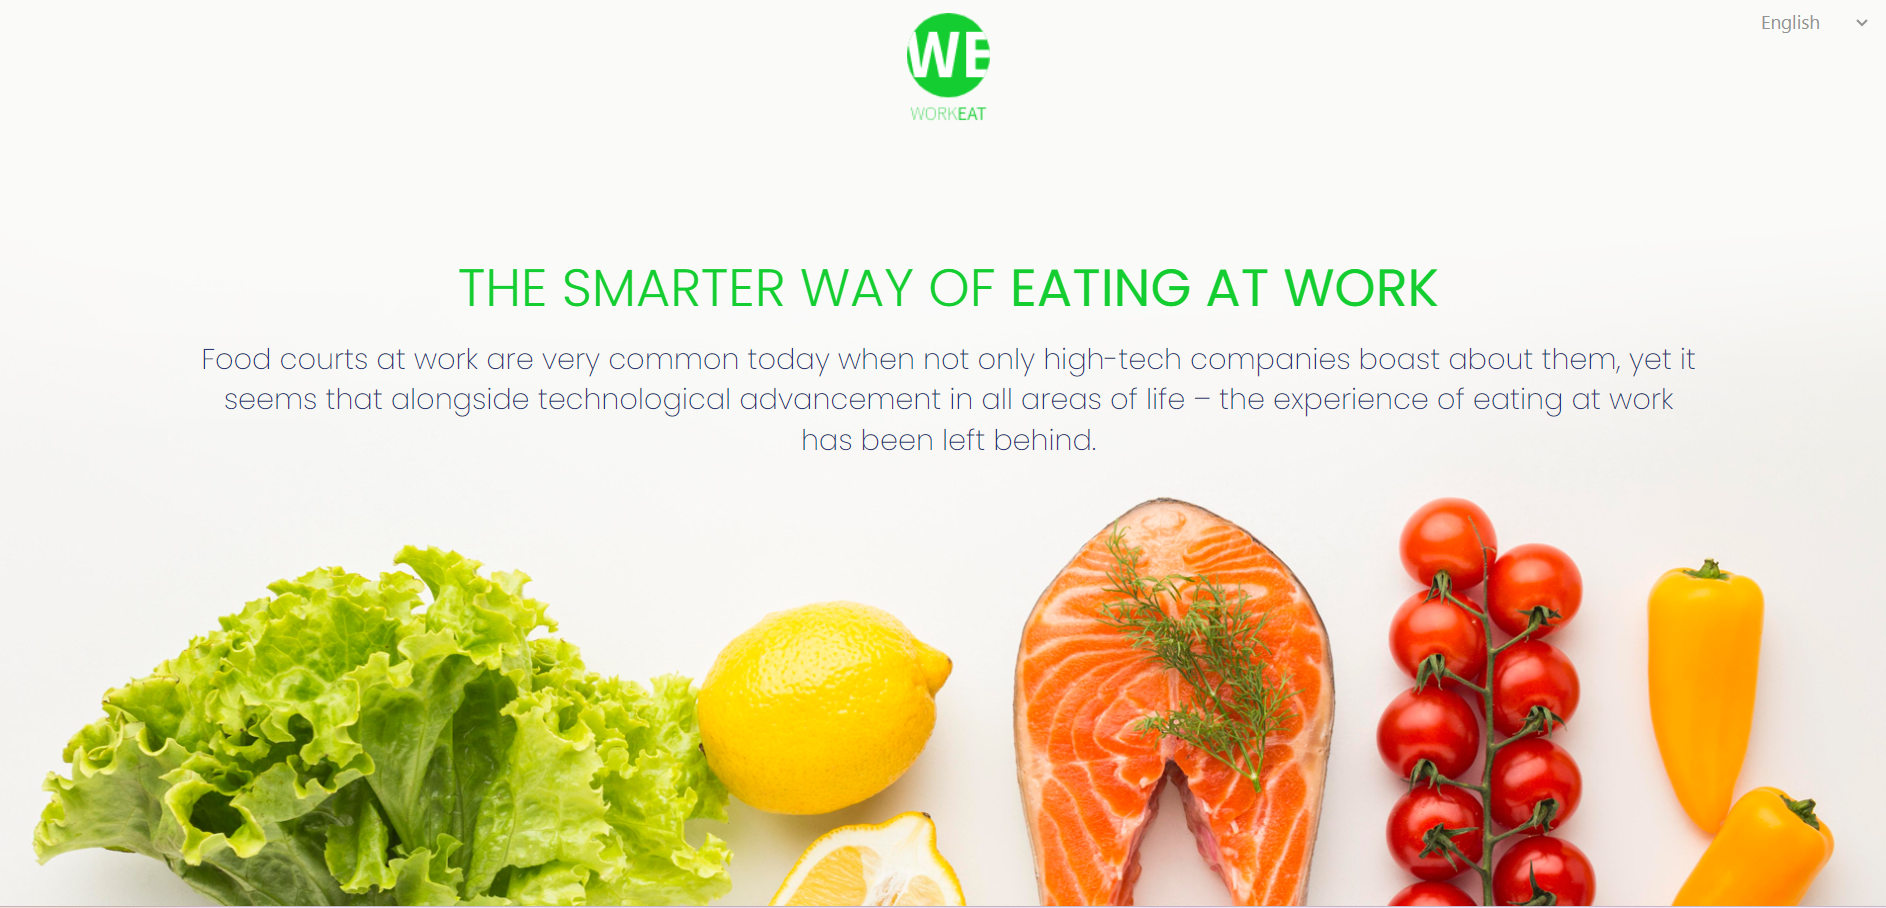 English
WE
WORKEAT
THE SMARTER WAY OF EATING AT WORK
Food courts at work are very common today when not only high-tech companies boast about them, yet it
seems that alongside technological advancement in all areas of life – the experience of eating at work
has been left behind.